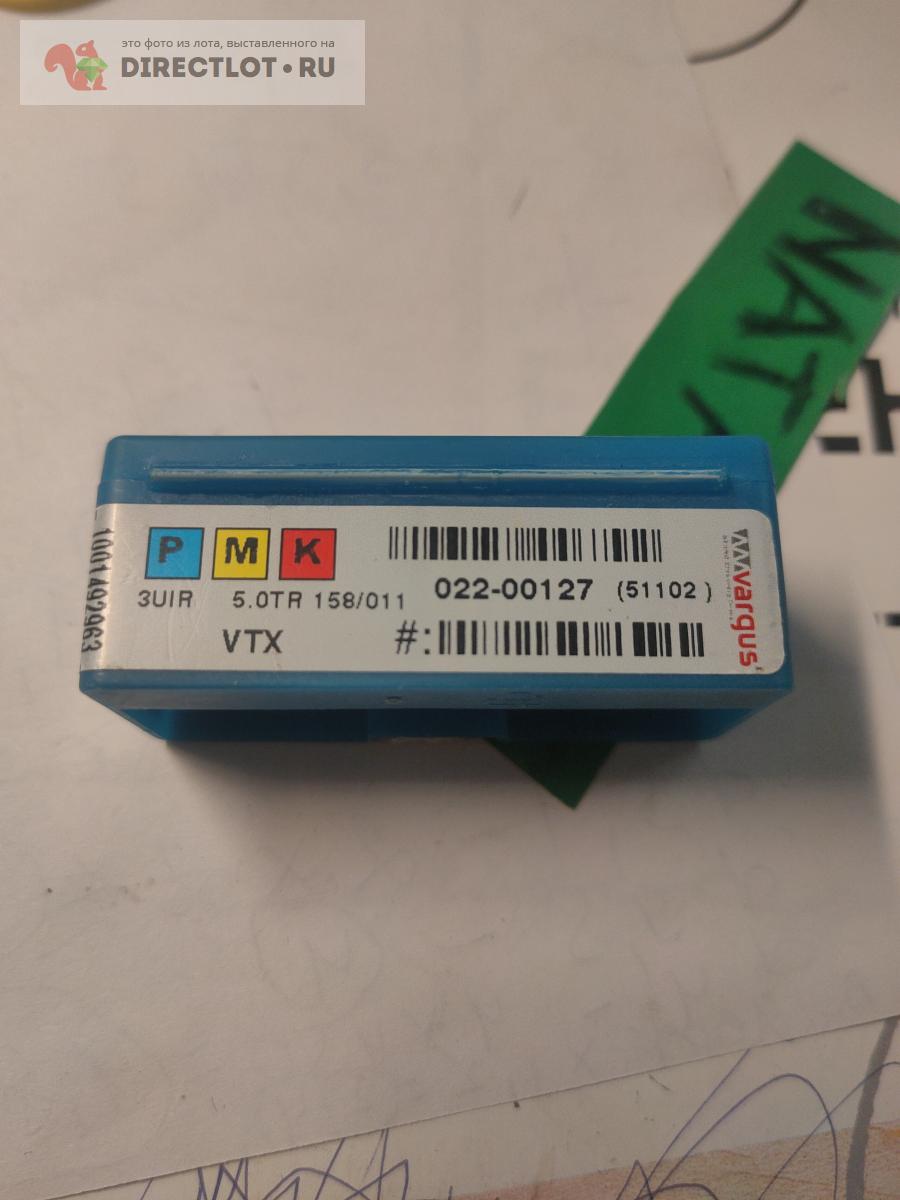 это фото из лота, выставленного на
DIRECTLOT•RU
NAT
P M K
3UIR 5.0TR 158/011
022-00127 (51102 )
VTX
#:
vargus
1001492963